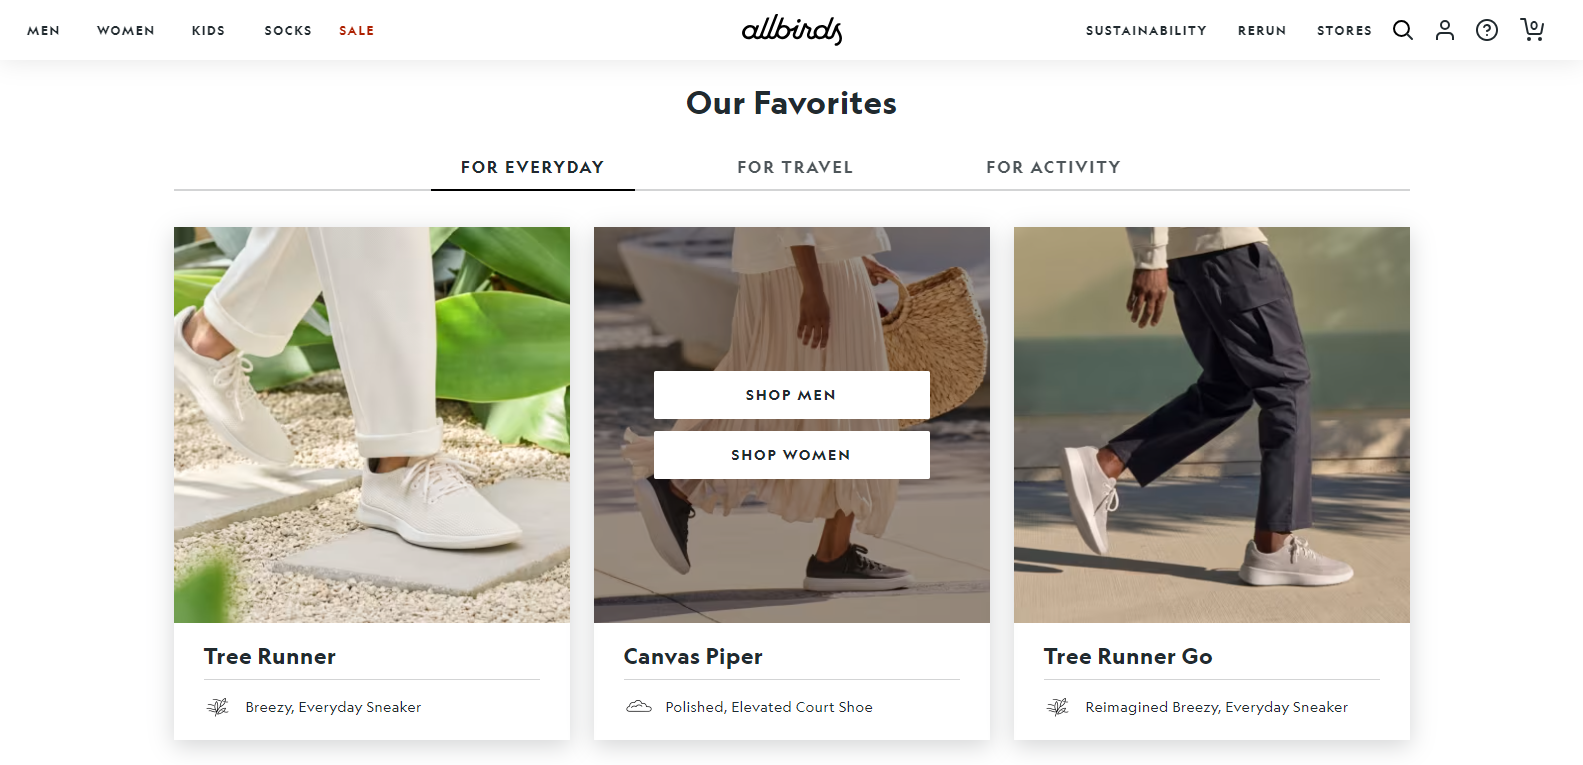 MEN WOMEN KIDS SOCKS SALE allbirds SUSTAINABILITY RERUN STORES 0
Our Favorites
FOR EVERYDAY FOR TRAVEL FOR ACTIVITY
SHOP MEN
SHOP WOMEN
Tree Runner
Breezy, Everyday Sneaker
Canvas Piper
Polished, Elevated Court Shoe
Tree Runner Go
Reimagined Breezy, Everyday Sneaker